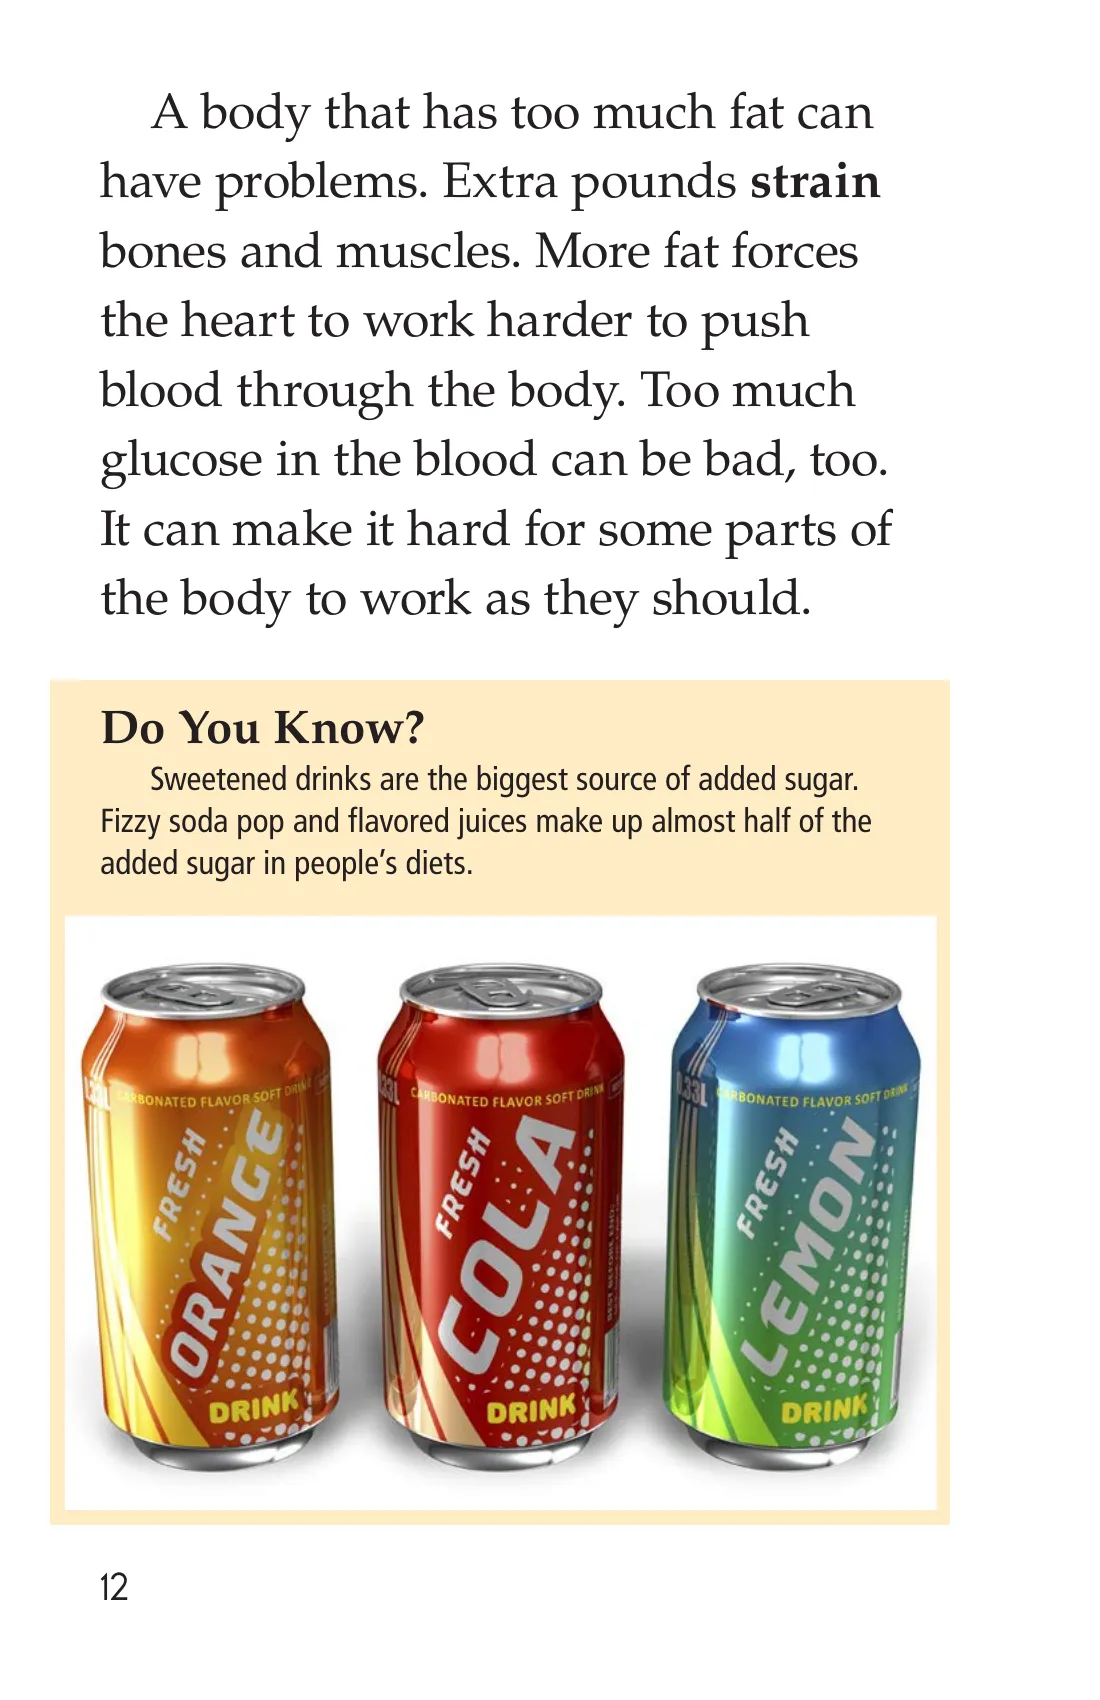 A body that has too much fat can
have problems. Extra pounds strain
bones and muscles. More fat forces
the heart to work harder to push
blood through the body. Too much
glucose in the blood can be bad, too.
It can make it hard for some parts of
the body to work as they should.
Do You Know?
Sweetened drinks are the biggest source of added sugar.
Fizzy soda pop and flavored juices make up almost half of the
added sugar in people's diets.
0.33L
CARBONATED FLAVOR SOFT DRINK
FRESH
ORANGE
DRINK
0.33L
CARBONATED FLAVOR SOFT DRINK
FRESH
COLA
BEST BEFORE END:
DRINK
0.33L
CARBONATED FLAVOR SOFT DRINK
FRESH
LEMON
DRINK
12